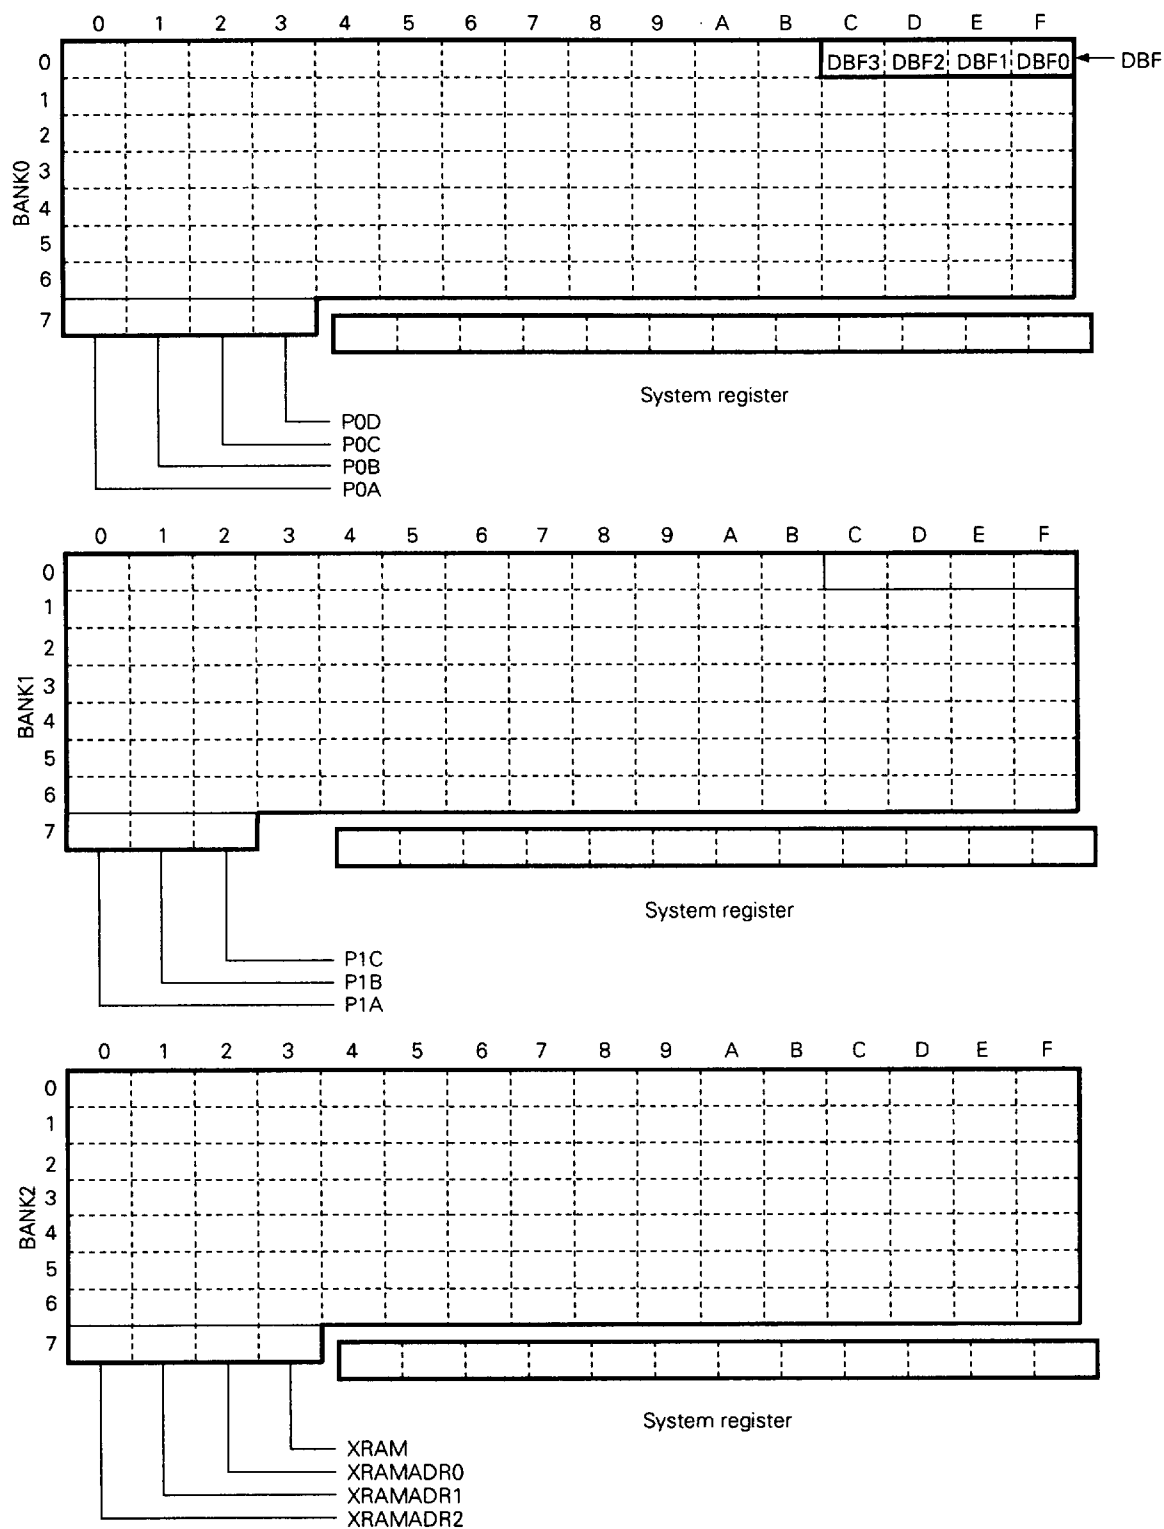 0 1 2 3 4 5 6 7 8 9 A B C D E F
0 DBF3 DBF2 DBF1 DBF0 DBF
1
2
3
4
5
6
7
BANK0
System register
P0D
P0C
P0B
P0A
0 1 2 3 4 5 6 7 8 9 A B C D E F
0
1
2
3
4
5
6
7
BANK1
System register
P1C
P1B
P1A
0 1 2 3 4 5 6 7 8 9 A B C D E F
0
1
2
3
4
5
6
7
BANK2
System register
XRAM
XRAMADR0
XRAMADR1
XRAMADR2